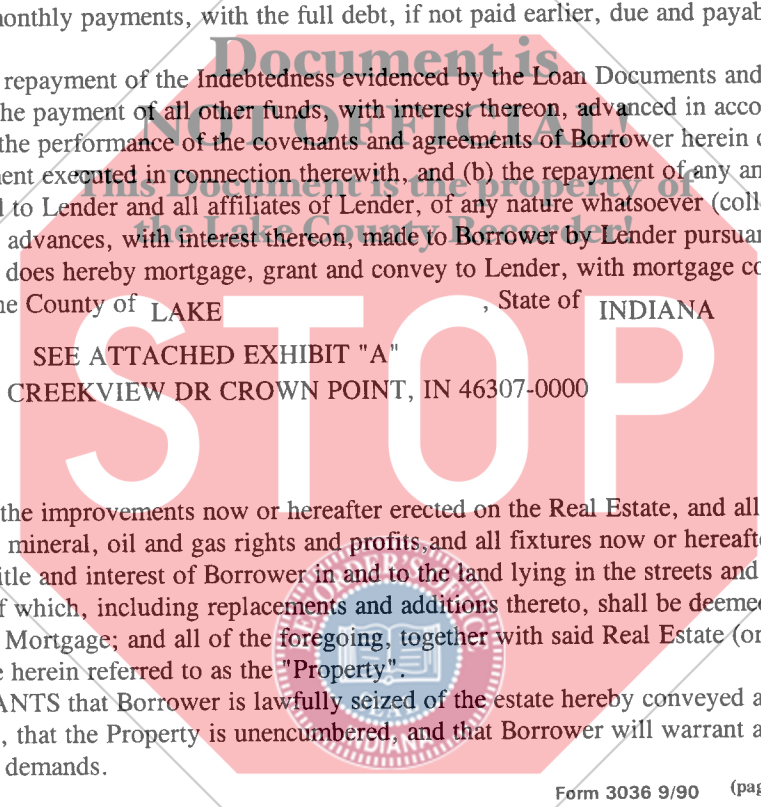 onthly payments, with the full debt, if not paid earlier, due and payab
Document is
repayment of the Indebtedness evidenced by the Loan Documents and
he payment of all other funds, with interest thereon, advanced in acco
NOT OFFICIAL!
the performance of the covenants and agreements of Borrower herein c
ent executed in connection therewith, and (b) the repayment of any am
This Document is the property of
l to Lender and all affiliates of Lender, of any nature whatsoever (coll
the Lake County Recorder!
advances, with interest thereon, made to Borrower by Lender pursuan
does hereby mortgage, grant and convey to Lender, with mortgage co
ne County of LAKE , State of INDIANA
SEE ATTACHED EXHIBIT "A"
CREEKVIEW DR CROWN POINT, IN 46307-0000
STOP
the improvements now or hereafter erected on the Real Estate, and all
mineral, oil and gas rights and profits,and all fixtures now or hereafte
itle and interest of Borrower in and to the land lying in the streets and
f which, including replacements and additions thereto, shall be deemed
Mortgage; and all of the foregoing, together with said Real Estate (or
e herein referred to as the "Property".
ANTS that Borrower is lawfully seized of the estate hereby conveyed a
, that the Property is unencumbered, and that Borrower will warrant a
demands.
INDIANA
Form 3036 9/90 (pag